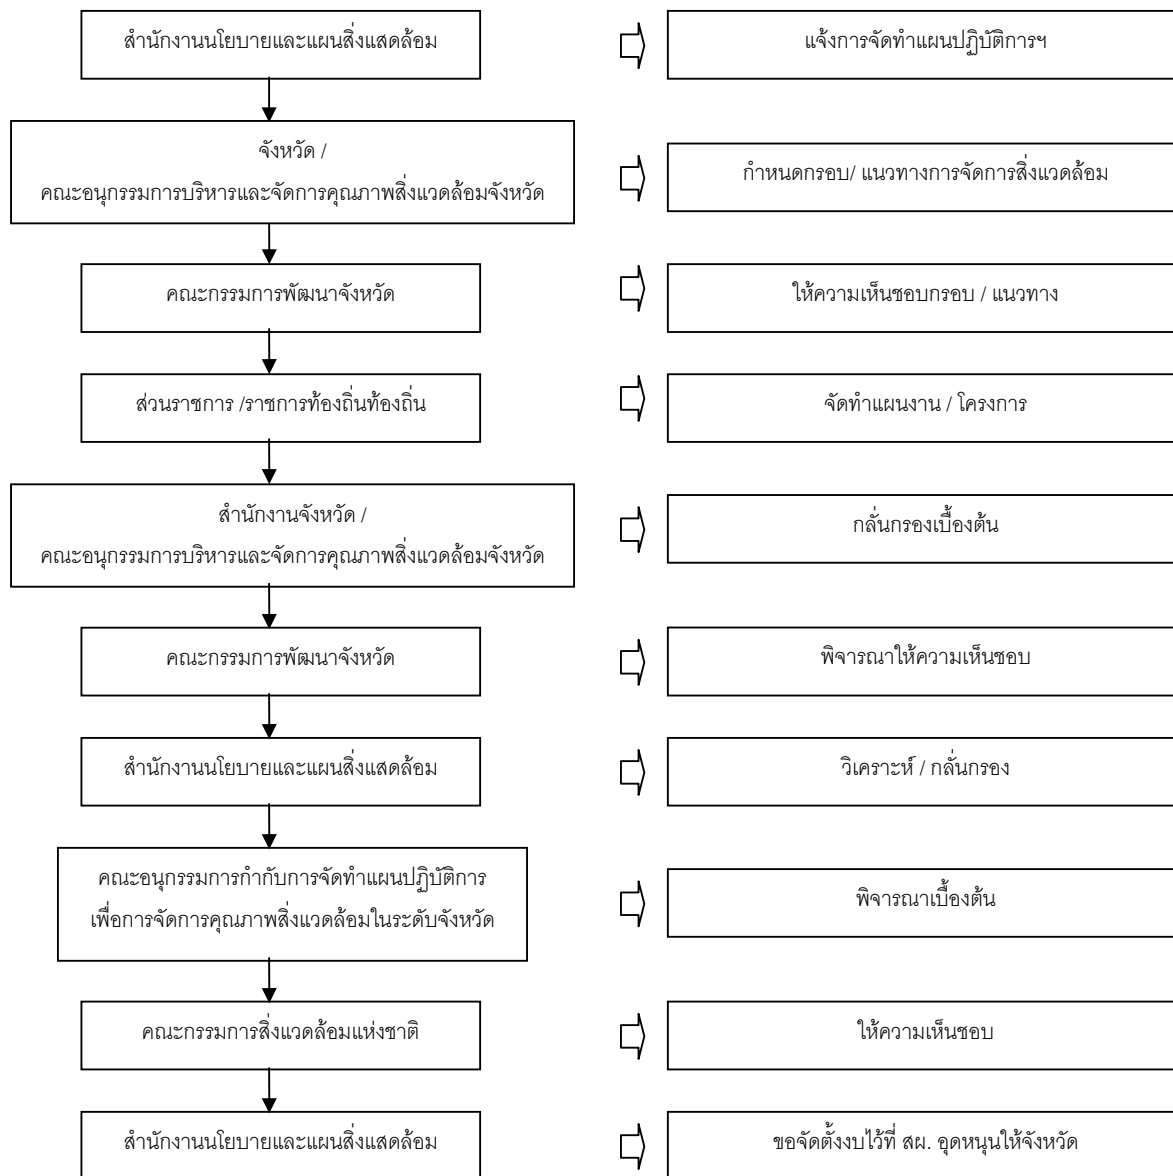 สำนักงานนโยบายและแผนสิ่งแสดล้อม
แจ้งการจัดทำแผนปฏิบัติการฯ
จังหวัด /
คณะอนุกรรมการบริหารและจัดการคุณภาพสิ่งแวดล้อมจังหวัด
กำหนดกรอบ/ แนวทางการจัดการสิ่งแวดล้อม
คณะกรรมการพัฒนาจังหวัด
ให้ความเห็นชอบกรอบ / แนวทาง
ส่วนราชการ /ราชการท้องถิ่นท้องถิ่น
จัดทำแผนงาน / โครงการ
สำนักงานจังหวัด /
คณะอนุกรรมการบริหารและจัดการคุณภาพสิ่งแวดล้อมจังหวัด
กลั่นกรองเบื้องต้น
คณะกรรมการพัฒนาจังหวัด
พิจารณาให้ความเห็นชอบ
สำนักงานนโยบายและแผนสิ่งแสดล้อม
วิเคราะห์ / กลั่นกรอง
คณะอนุกรรมการกำกับการจัดทำแผนปฏิบัติการ
เพื่อการจัดการคุณภาพสิ่งแวดล้อมในระดับจังหวัด
พิจารณาเบื้องต้น
คณะกรรมการสิ่งแวดล้อมแห่งชาติ
ให้ความเห็นชอบ
สำนักงานนโยบายและแผนสิ่งแสดล้อม
ขอจัดตั้งงบไว้ที่ สผ. อุดหนุนให้จังหวัด